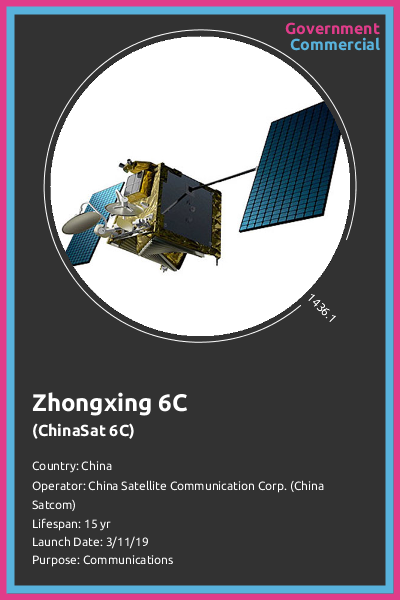 Government
Commercial
1436.1
Zhongxing 6C
(ChinaSat 6C)
Country: China
Operator: China Satellite Communication Corp. (China
Satcom)
Lifespan: 15 yr
Launch Date: 3/11/19
Purpose: Communications